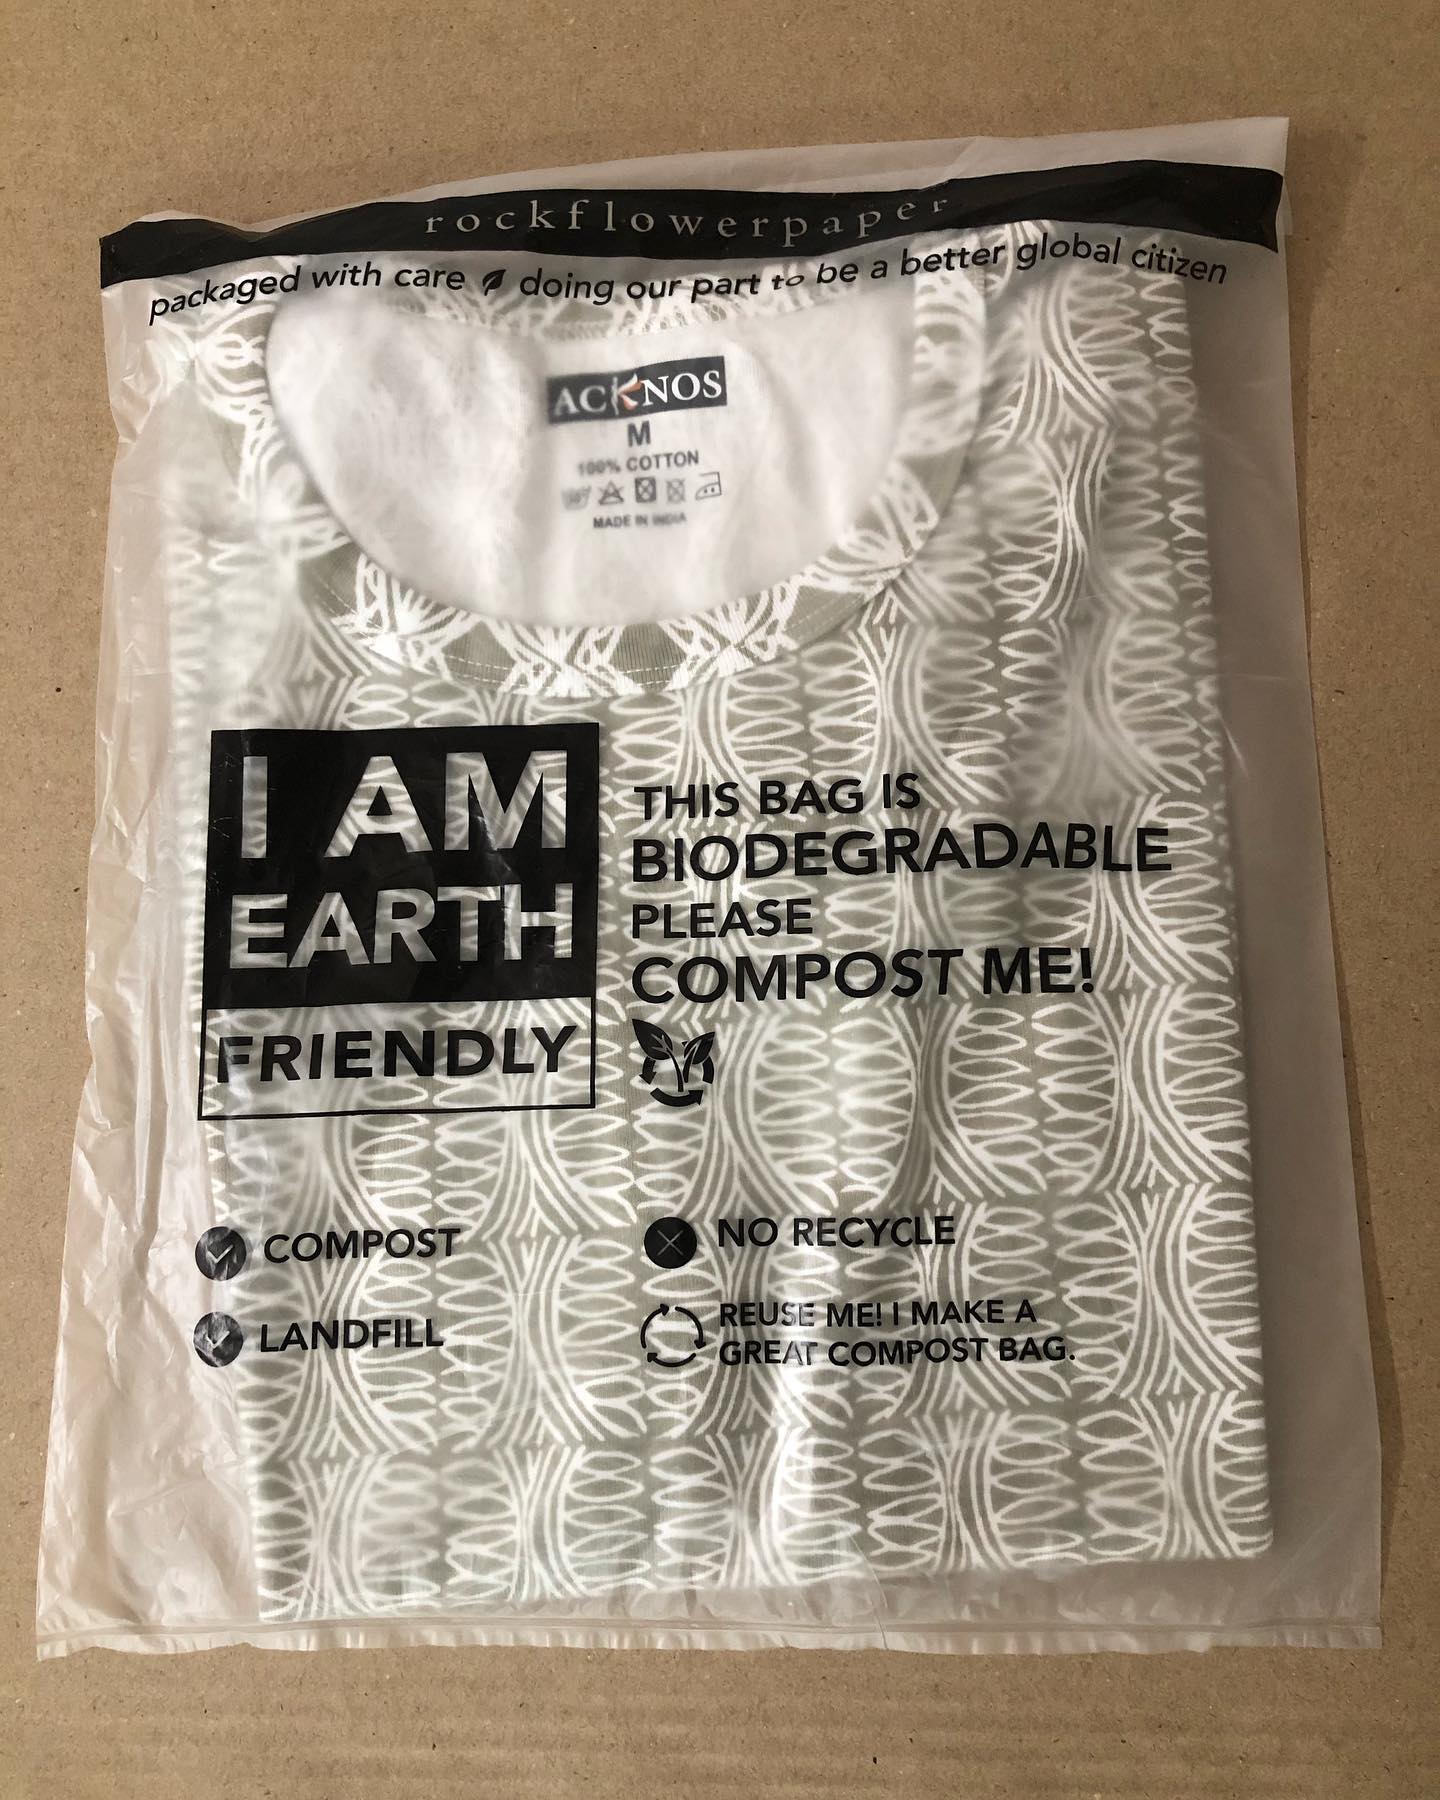 rockflowerpaper
packaged with care doing our part to be a better global citizen
ACKNOS
M
100% COTTON
MADE IN INDIA
I AM
EARTH
FRIENDLY
THIS BAG IS
BIODEGRADABLE
PLEASE
COMPOST ME!
COMPOST
NO RECYCLE
LANDFILL
REUSE ME! I MAKE A
GREAT COMPOST BAG.